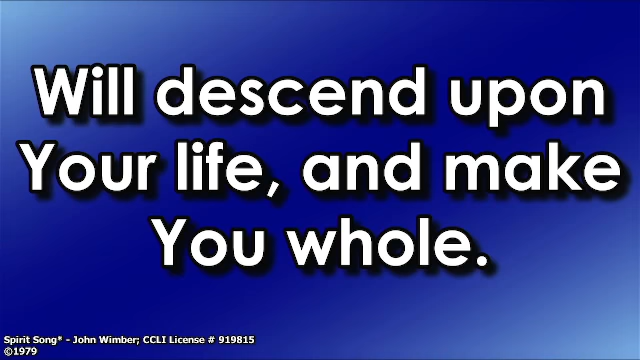 Will descend upon
Your life, and make
You whole.
Spirit Song* - John Wimber; CCLI License # 919815
©1979